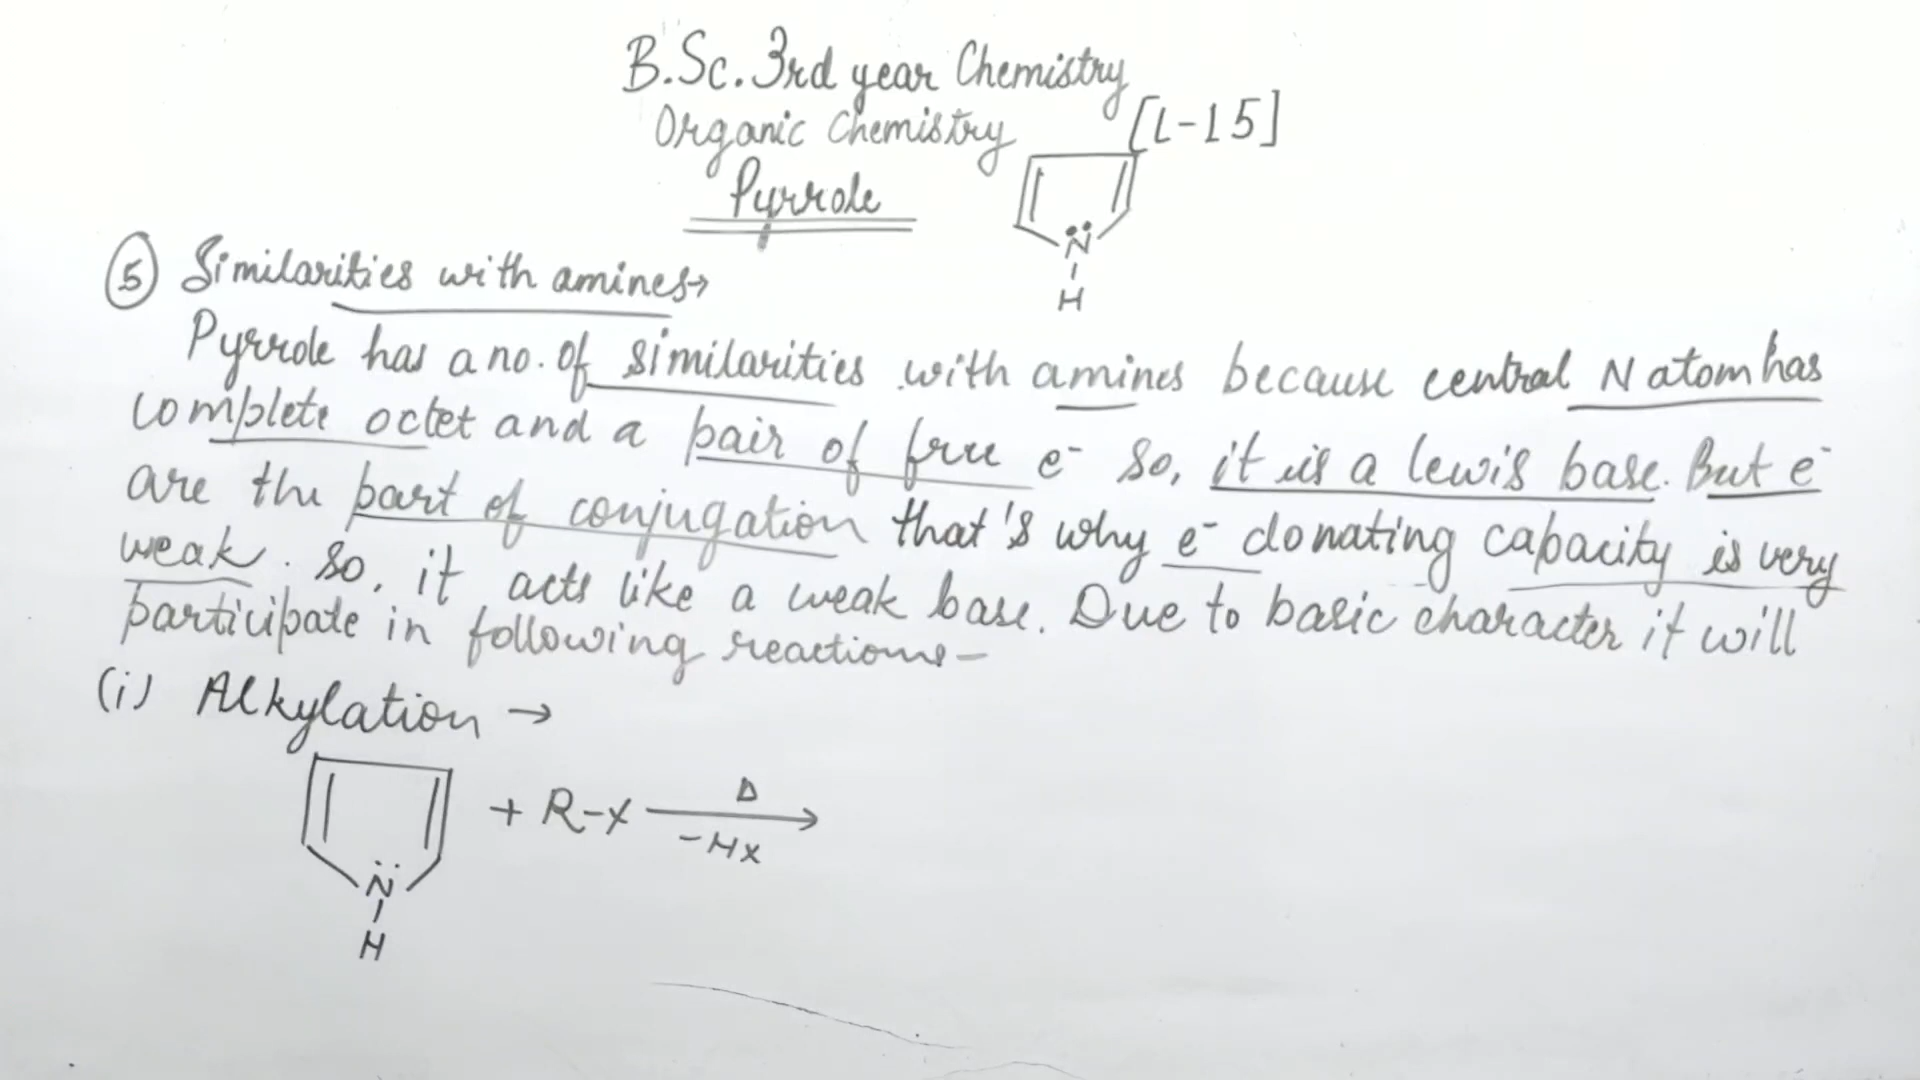 B.Sc. 3rd year Chemistry
Organic Chemistry [L-15]
Pyrrole
N
H
⑤ Similarities with amines→
Pyrrole has a no. of similarities with amines because central N atom has
complete octet and a pair of free e⁻ so, it is a lewis base. But e⁻
are the part of conjugation that's why e⁻ donating capacity is very
weak. so, it acts like a weak base. Due to basic character it will
participate in following reactions-
(i) Alkylation →
+ R-X Δ
-HX
N
H